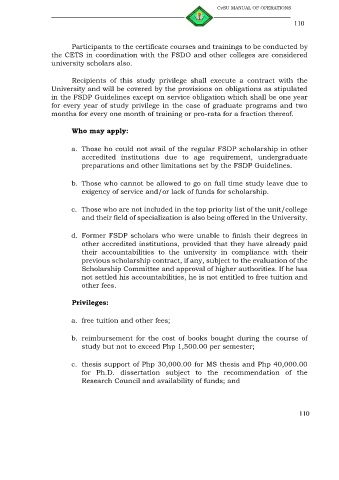 CvSU MANUAL OF OPERATIONS
110
Participants to the certificate courses and trainings to be conducted by
the CETS in coordination with the FSDO and other colleges are considered
university scholars also.
Recipients of this study privilege shall execute a contract with the
University and will be covered by the provisions on obligations as stipulated
in the FSDP Guidelines except on service obligation which shall be one year
for every year of study privilege in the case of graduate programs and two
months for every one month of training or pro-rata for a fraction thereof.
Who may apply:
a. Those ho could not avail of the regular FSDP scholarship in other
accredited institutions due to age requirement, undergraduate
preparations and other limitations set by the FSDP Guidelines.
b. Those who cannot be allowed to go on full time study leave due to
exigency of service and/or lack of funds for scholarship.
c. Those who are not included in the top priority list of the unit/college
and their field of specialization is also being offered in the University.
d. Former FSDP scholars who were unable to finish their degrees in
other accredited institutions, provided that they have already paid
their accountabilities to the university in compliance with their
previous scholarship contract, if any, subject to the evaluation of the
Scholarship Committee and approval of higher authorities. If he has
not settled his accountabilities, he is not entitled to free tuition and
other fees.
Privileges:
a. free tuition and other fees;
b. reimbursement for the cost of books bought during the course of
study but not to exceed Php 1,500.00 per semester;
c. thesis support of Php 30,000.00 for MS thesis and Php 40,000.00
for Ph.D. dissertation subject to the recommendation of the
Research Council and availability of funds; and
110